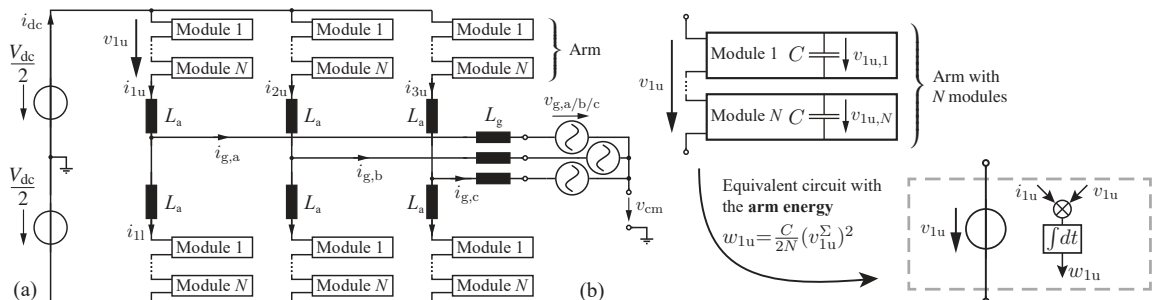 i_dc
V_dc/2
V_dc/2
v_1u
Module 1
Module N
Module 1
Module N
Module 1
Module N
Arm
i_1u
i_2u
i_3u
L_a
L_a
L_a
L_g
v_g,a/b/c
i_g,a
i_g,b
i_g,c
v_cm
L_a
L_a
L_a
i_1l
Module 1
Module N
Module 1
Module N
Module 1
Module N
(a)
v_1u
Module 1 C v_1u,1
Module N C v_1u,N
Arm with
N modules
Equivalent circuit with
the arm energy
w_1u=C/2N(v_1u^Σ)^2
(b)
v_1u
i_1u
v_1u
∫dt
w_1u